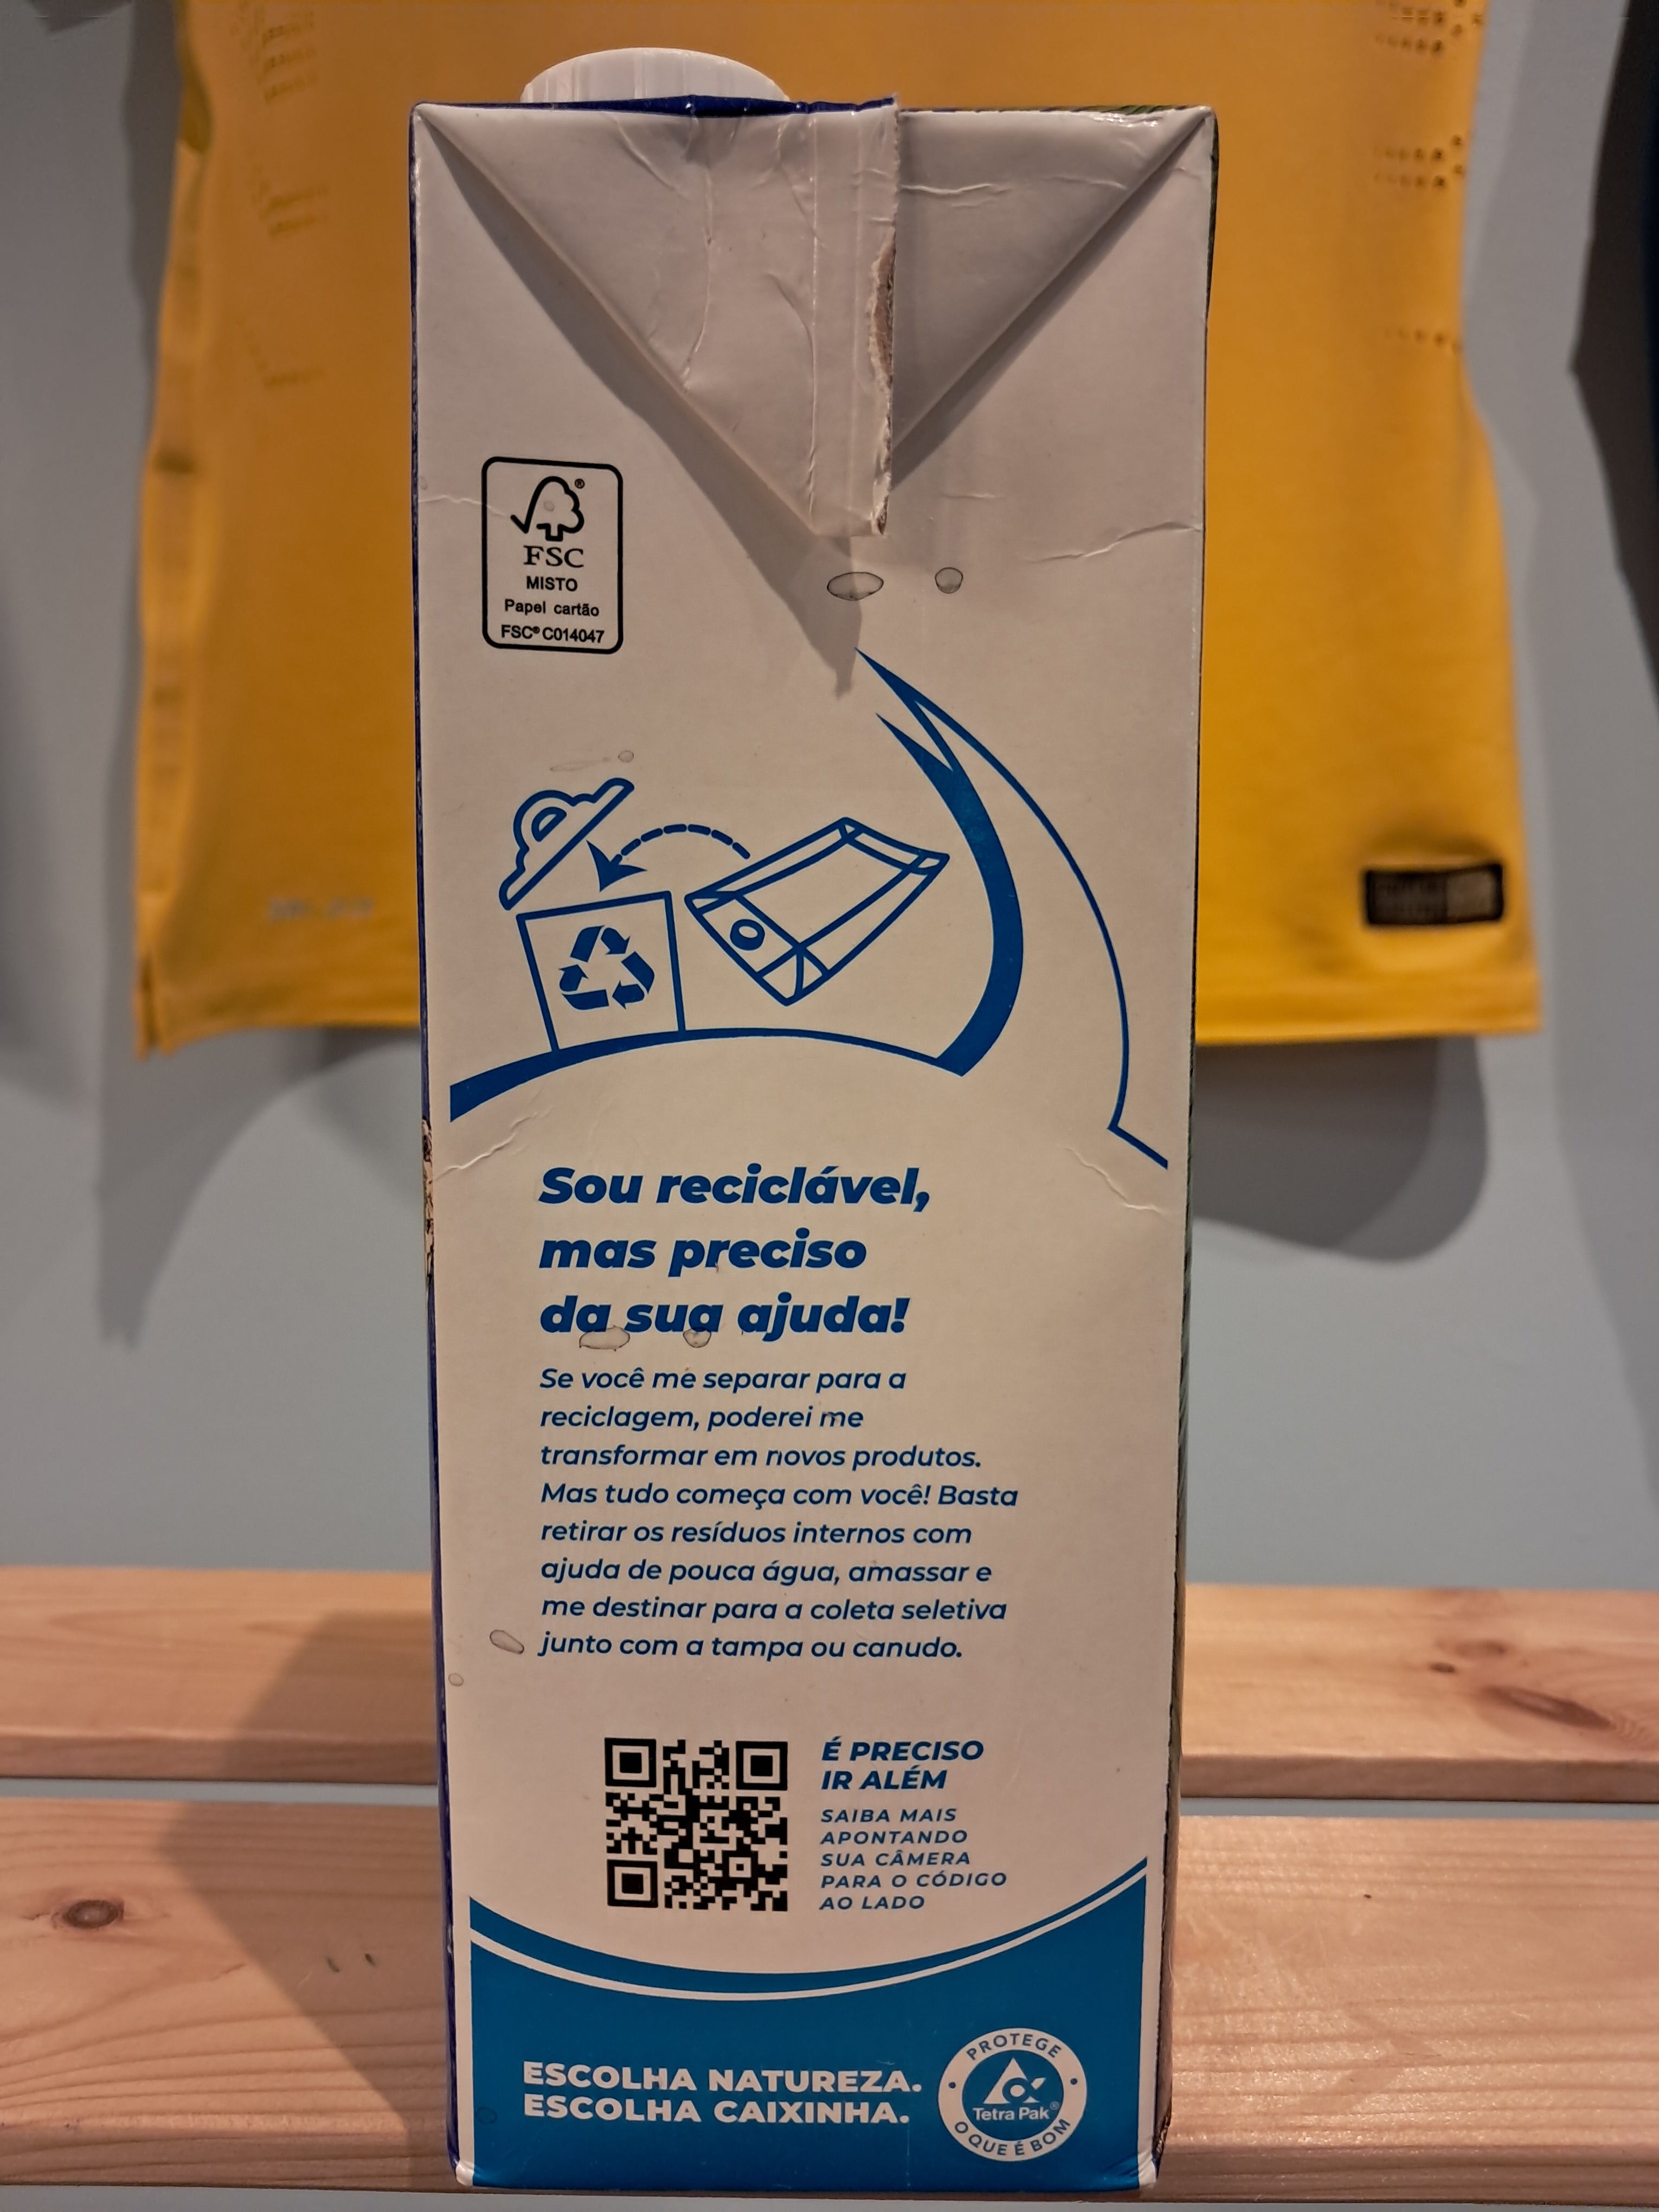 FSC®
MISTO
Papel cartão
FSC® C014047
Sou reciclável,
mas preciso
da sua ajuda!
Se você me separar para a
reciclagem, poderei me
transformar em novos produtos.
Mas tudo começa com você! Basta
retirar os resíduos internos com
ajuda de pouca água, amassar e
me destinar para a coleta seletiva
junto com a tampa ou canudo.
É PRECISO
IR ALÉM
SAIBA MAIS
APONTANDO
SUA CÂMERA
PARA O CÓDIGO
AO LADO
ESCOLHA NATUREZA.
ESCOLHA CAIXINHA.
PROTEGE
Tetra Pak®
O QUE É BOM